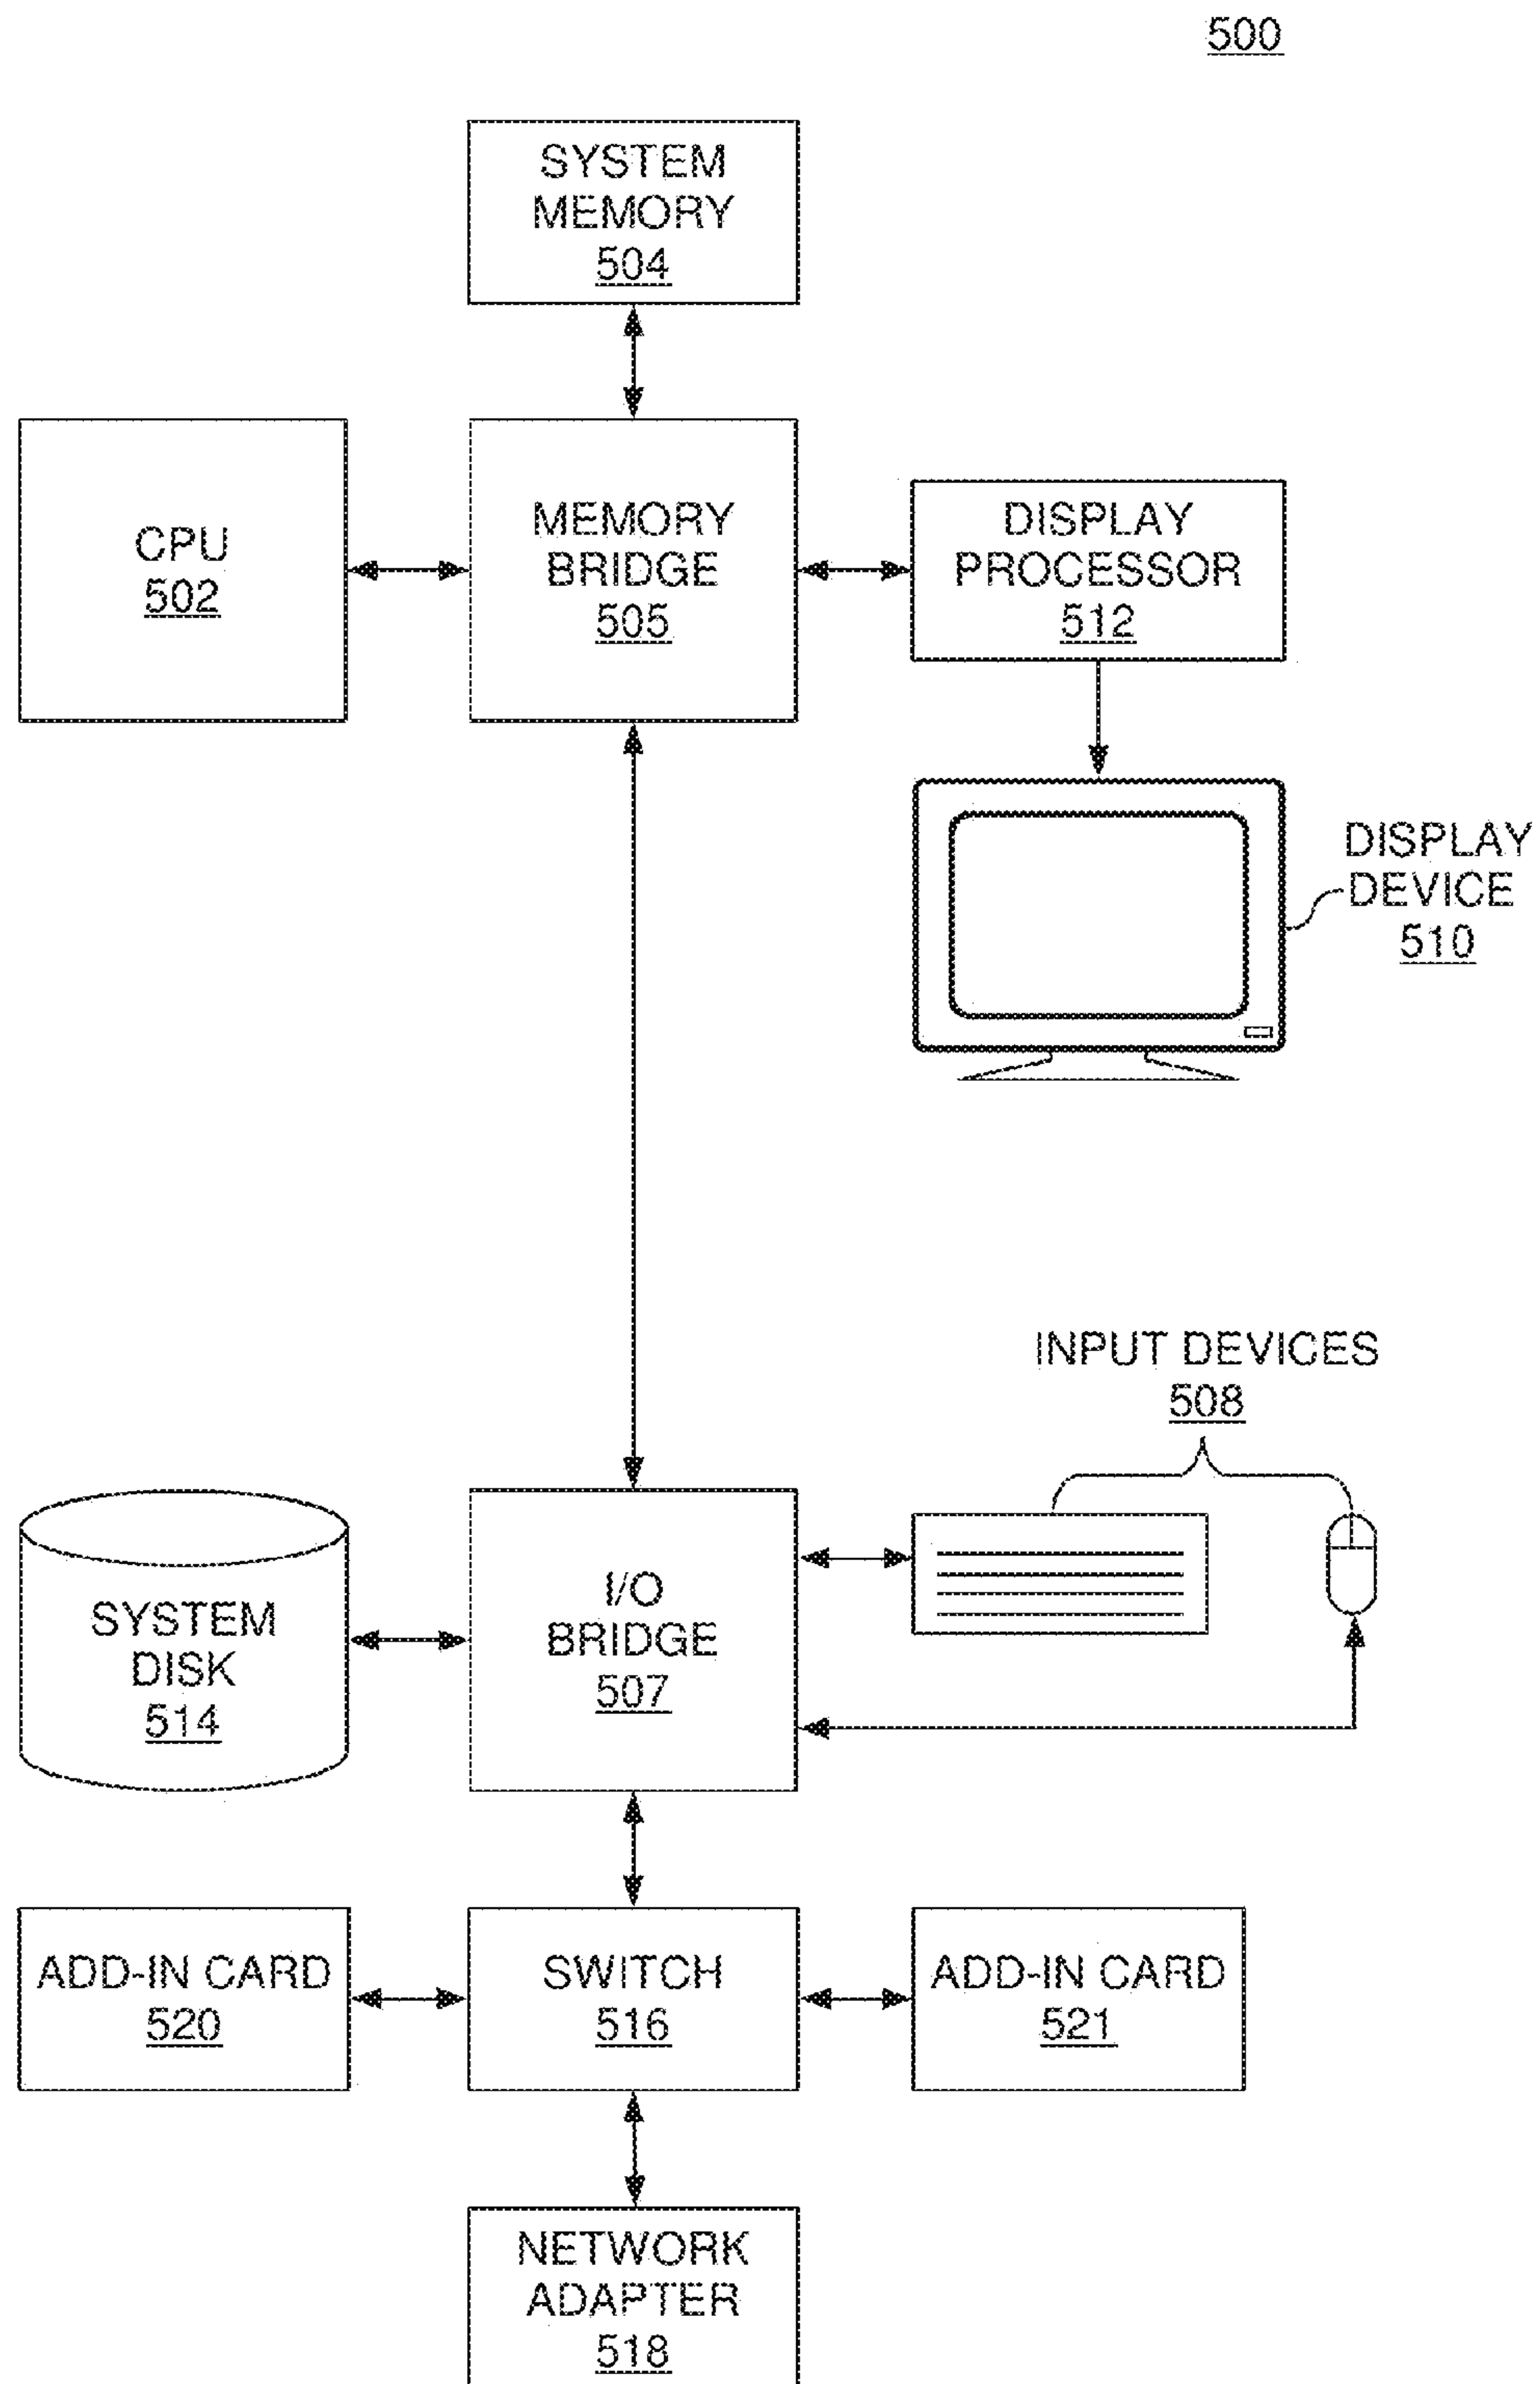 500
SYSTEM
MEMORY
504
CPU
502
MEMORY
BRIDGE
505
DISPLAY
PROCESSOR
512
DISPLAY
DEVICE
510
INPUT DEVICES
508
SYSTEM
DISK
514
I/O
BRIDGE
507
ADD-IN CARD
520
SWITCH
516
ADD-IN CARD
521
NETWORK
ADAPTER
518